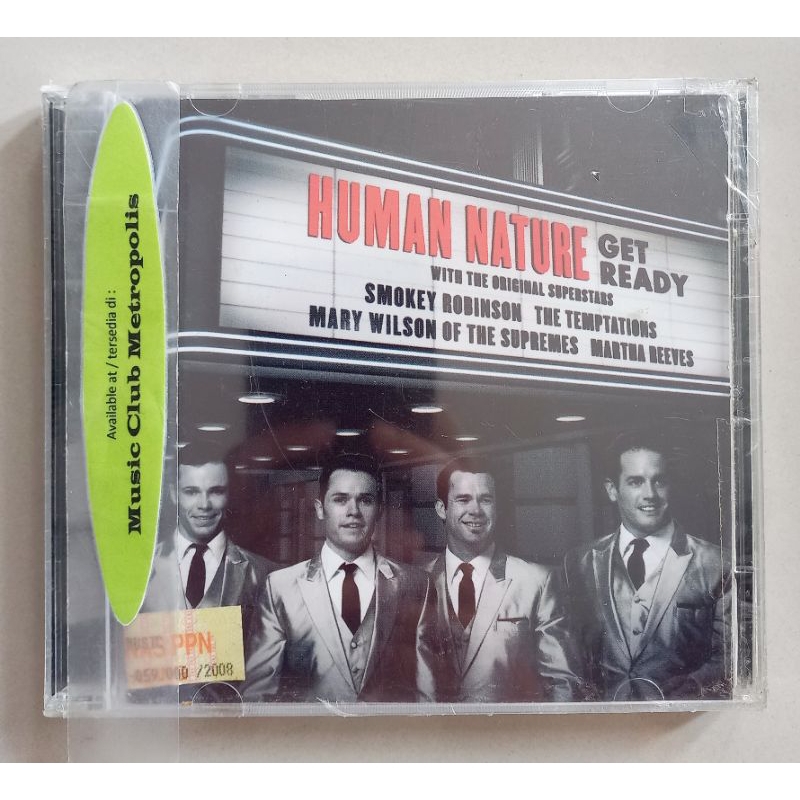 Available at / tersedia di :
Music Club Metropolis
HUMAN NATURE
GET
READY
WITH THE ORIGINAL SUPERSTARS
SMOKEY ROBINSON THE TEMPTATIONS
MARY WILSON OF THE SUPREMES MARTHA REEVES
PPN
/2008